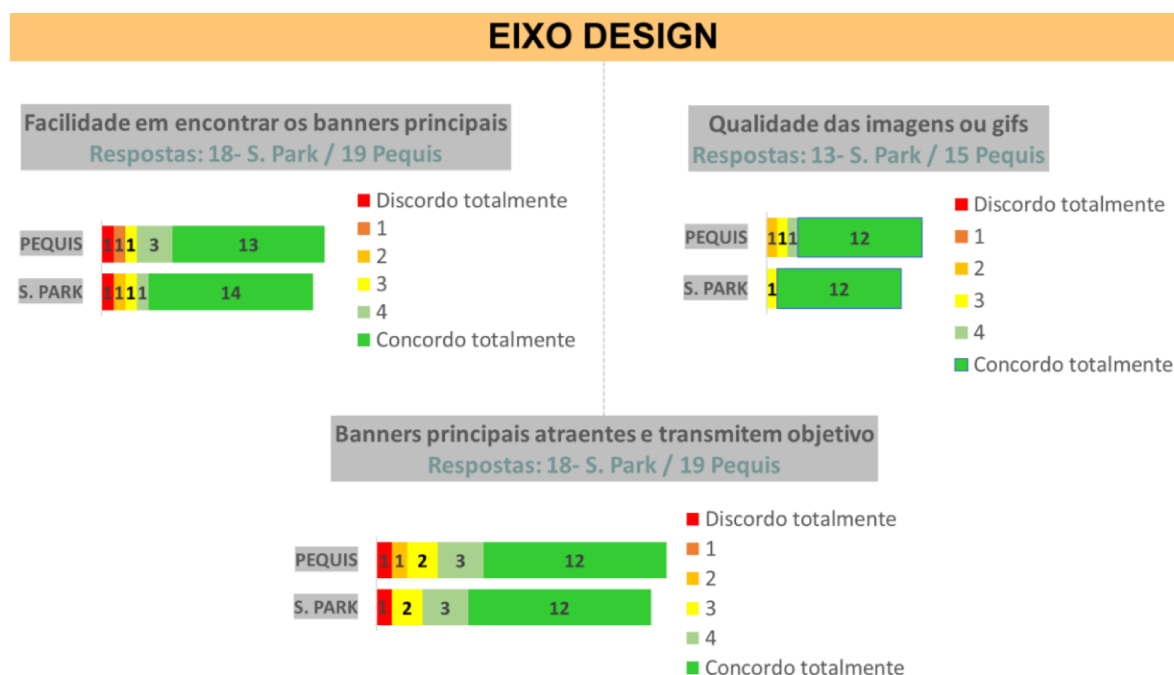 EIXO DESIGN
Facilidade em encontrar os banners principais
Respostas: 18- S. Park / 19 Pequis
PEQUIS
1 1 1 3 13
S. PARK
1 1 1 1 14
Discordo totalmente
1
2
3
4
Concordo totalmente
Qualidade das imagens ou gifs
Respostas: 13- S. Park / 15 Pequis
PEQUIS
1 1 1 12
S. PARK
1 12
Discordo totalmente
1
2
3
4
Concordo totalmente
Banners principais atraentes e transmitem objetivo
Respostas: 18- S. Park / 19 Pequis
PEQUIS
1 1 2 3 12
S. PARK
1 2 3 12
Discordo totalmente
1
2
3
4
Concordo totalmente